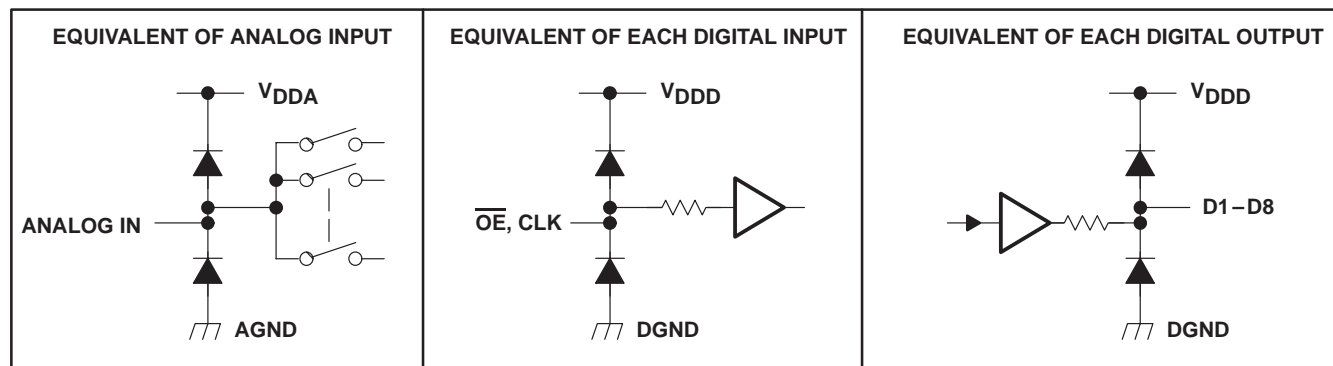 EQUIVALENT OF ANALOG INPUT
VDDA
ANALOG IN
AGND
EQUIVALENT OF EACH DIGITAL INPUT
VDDD
O̅E̅, CLK
DGND
EQUIVALENT OF EACH DIGITAL OUTPUT
VDDD
D1–D8
DGND